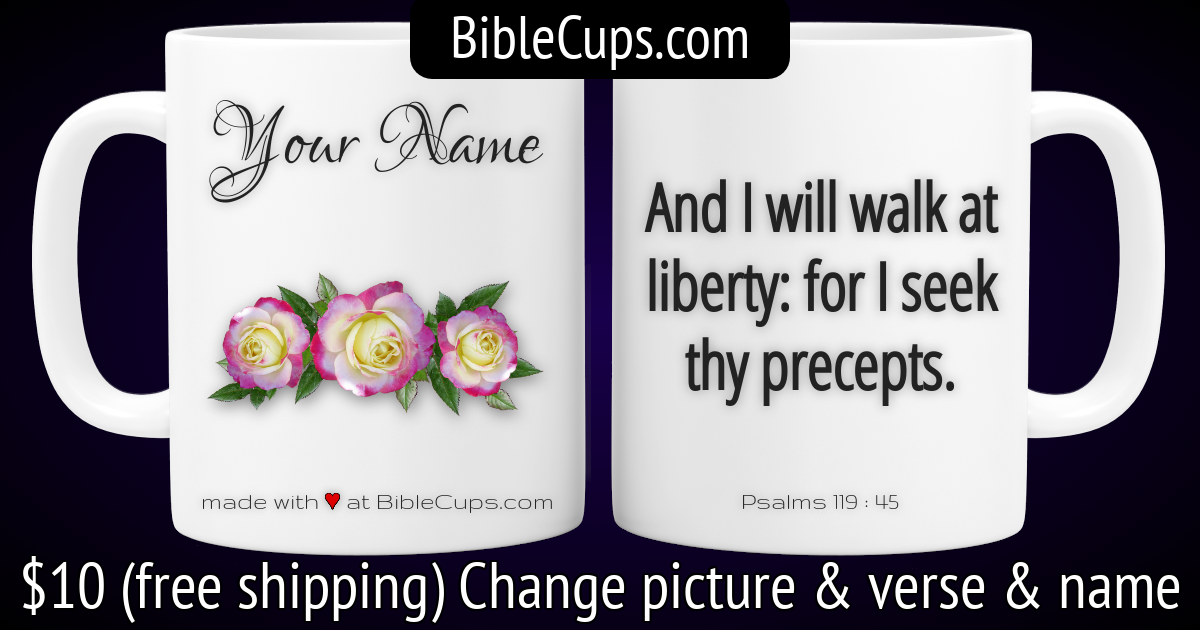 BibleCups.com
Your Name
made with ♥ at BibleCups.com
And I will walk at
liberty: for I seek
thy precepts.
Psalms 119 : 45
$10 (free shipping) Change picture & verse & name